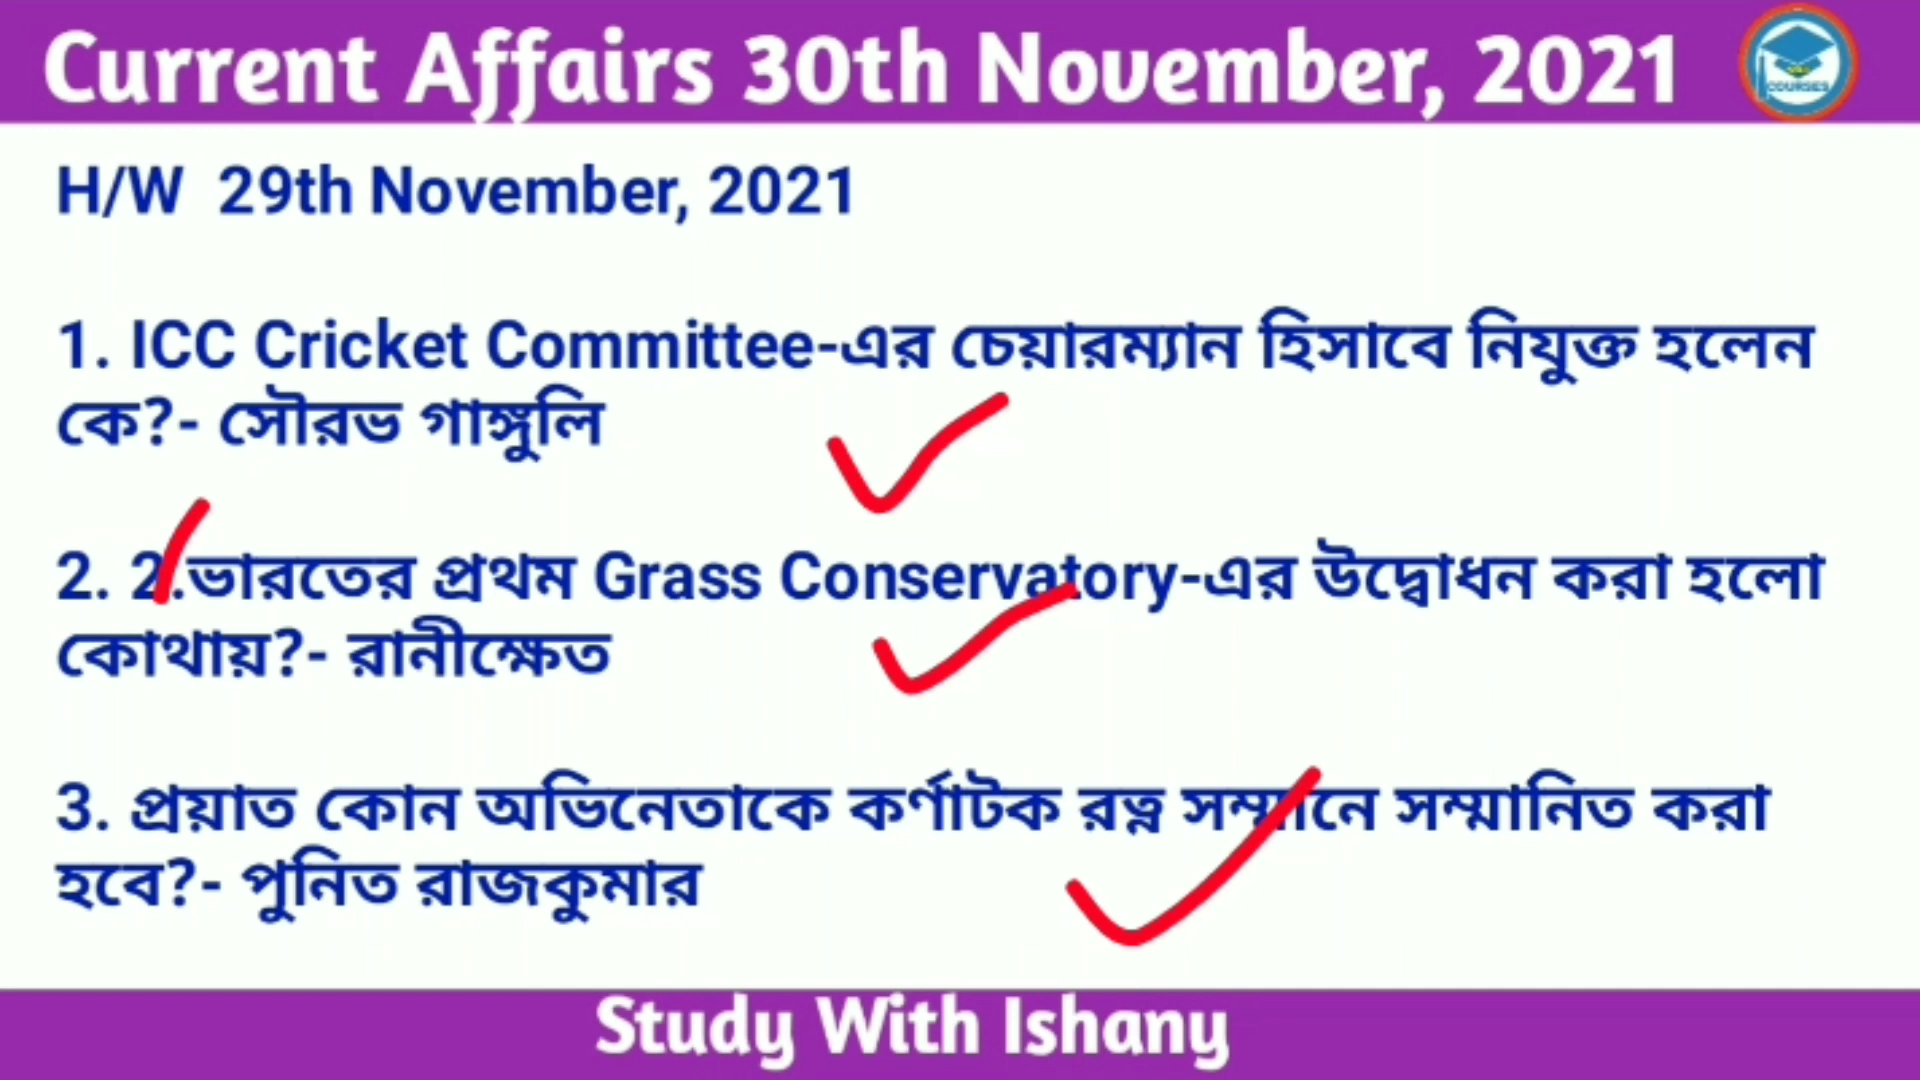 Current Affairs 30th November, 2021
COURSES
H/W 29th November, 2021
1. ICC Cricket Committee-এর চেয়ারম্যান হিসাবে নিযুক্ত হলেন
কে?- সৌরভ গাঙ্গুলি
2. 2.ভারতের প্রথম Grass Conservatory-এর উদ্বোধন করা হলো
কোথায়?- রানীক্ষেত
3. প্রয়াত কোন অভিনেতাকে কর্ণাটক রত্ন সম্মানে সম্মানিত করা
হবে?- পুনিত রাজকুমার
Study With Ishany